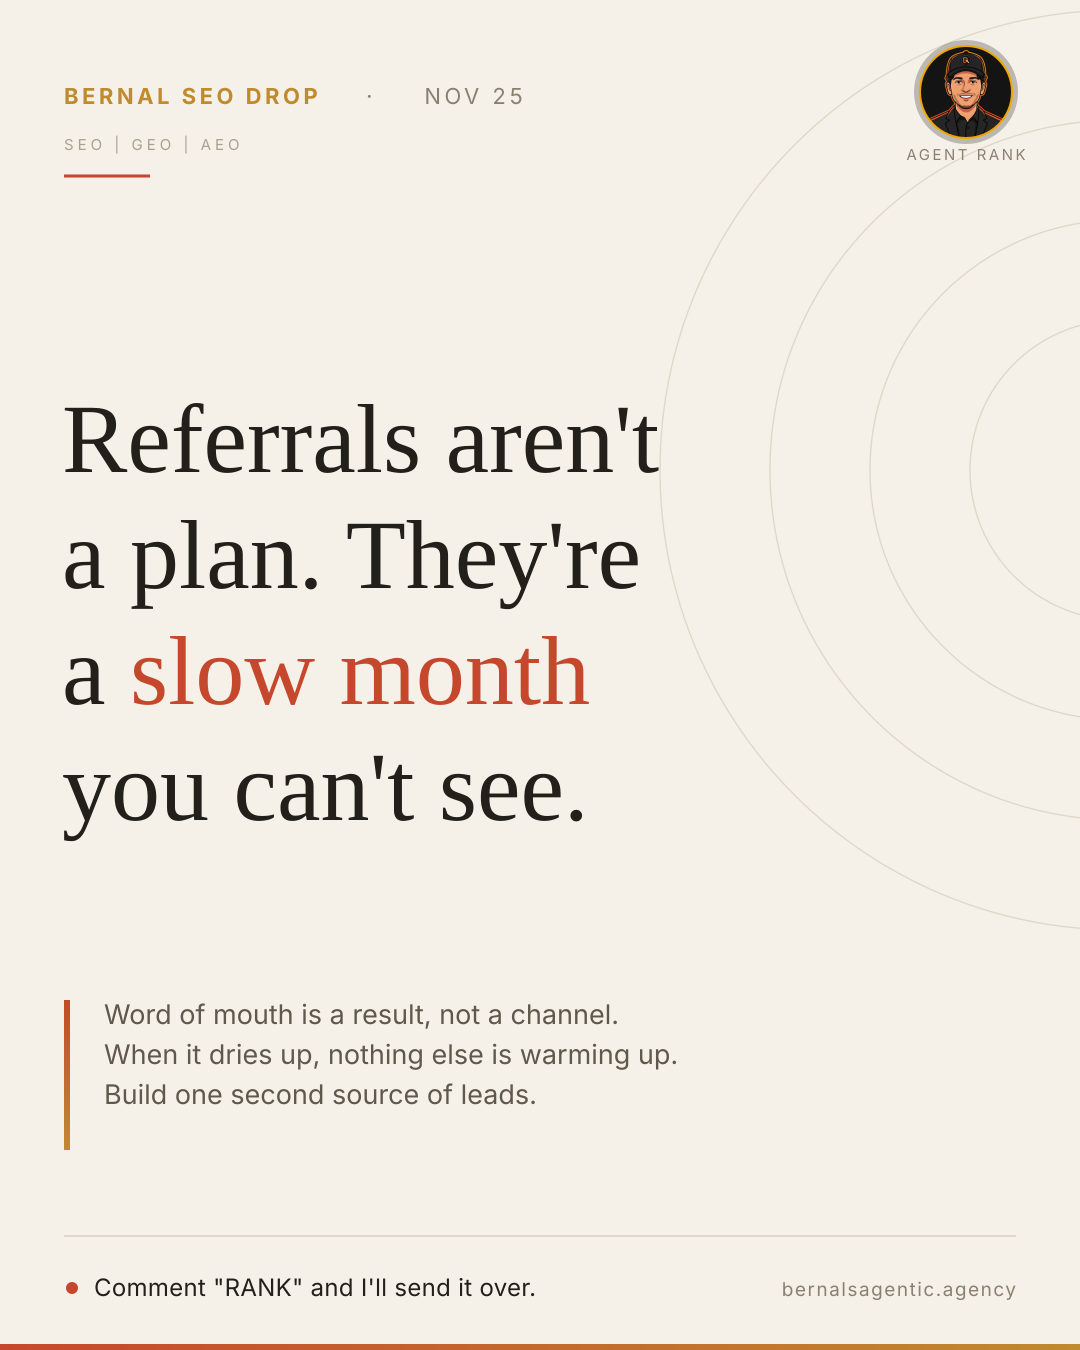 BERNAL SEO DROP · NOV 25
SEO | GEO | AEO
AGENT RANK
Referrals aren't
a plan. They're
a slow month
you can't see.
Word of mouth is a result, not a channel.
When it dries up, nothing else is warming up.
Build one second source of leads.
Comment "RANK" and I'll send it over.
bernalsagentic.agency